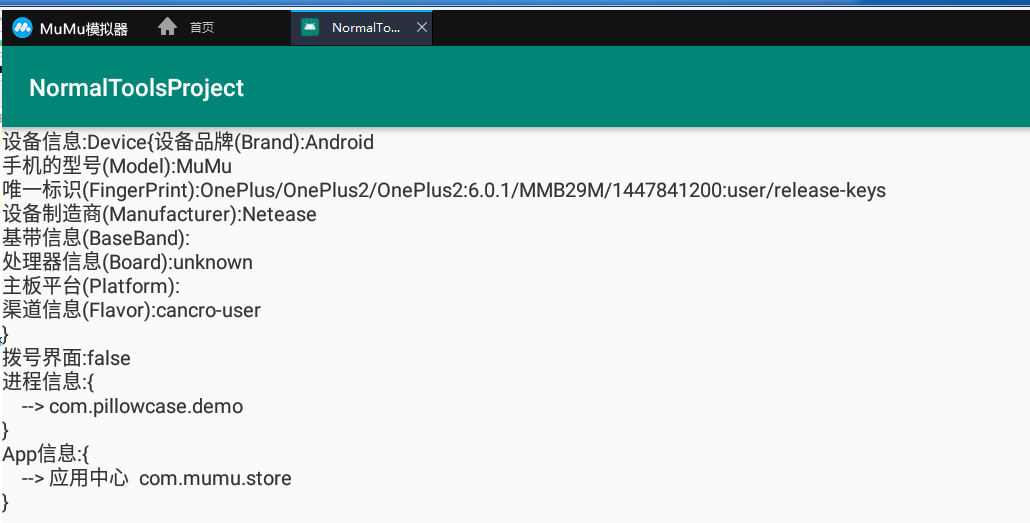 MuMu模拟器 首页 NormalTo...
NormalToolsProject
设备信息:Device{设备品牌(Brand):Android
手机的型号(Model):MuMu
唯一标识(FingerPrint):OnePlus/OnePlus2/OnePlus2:6.0.1/MMB29M/1447841200:user/release-keys
设备制造商(Manufacturer):Netease
基带信息(BaseBand):
处理器信息(Board):unknown
主板平台(Platform):
渠道信息(Flavor):cancro-user
}
拨号界面:false
进程信息:{
--> com.pillowcase.demo
}
App信息:{
--> 应用中心 com.mumu.store
}